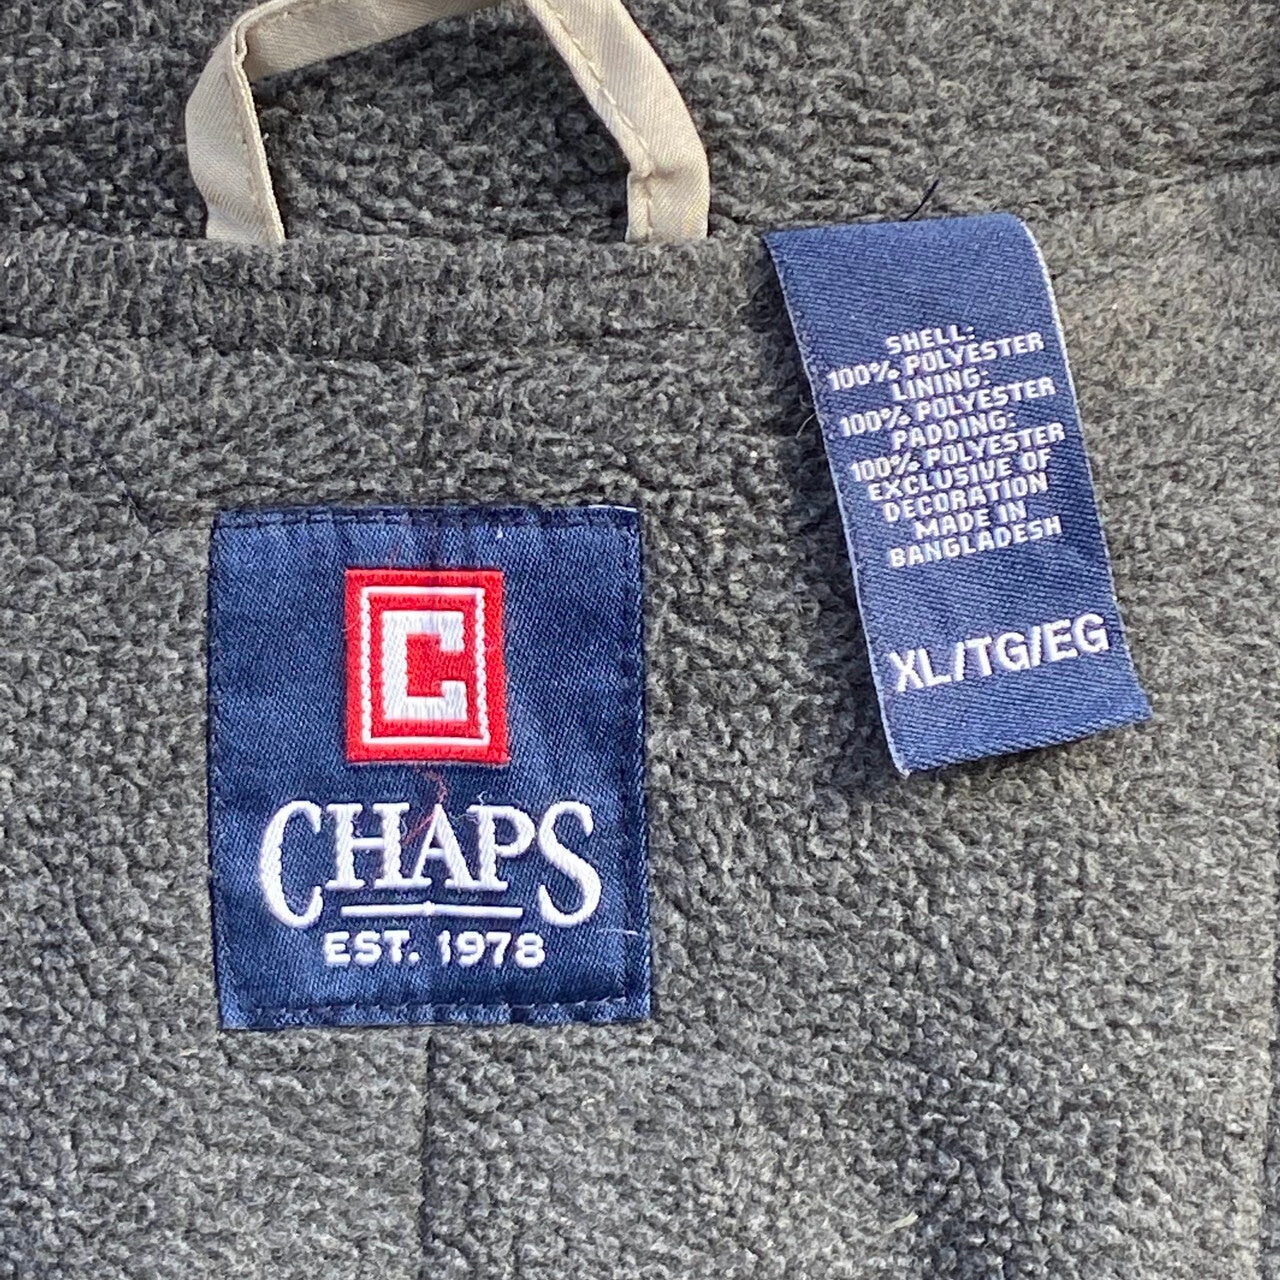 SHELL:
100% POLYESTER
LINING:
100% POLYESTER
PADDING:
100% POLYESTER
EXCLUSIVE OF
DECORATION
MADE IN
BANGLADESH
XL/TG/EG
C
CHAPS
EST. 1978